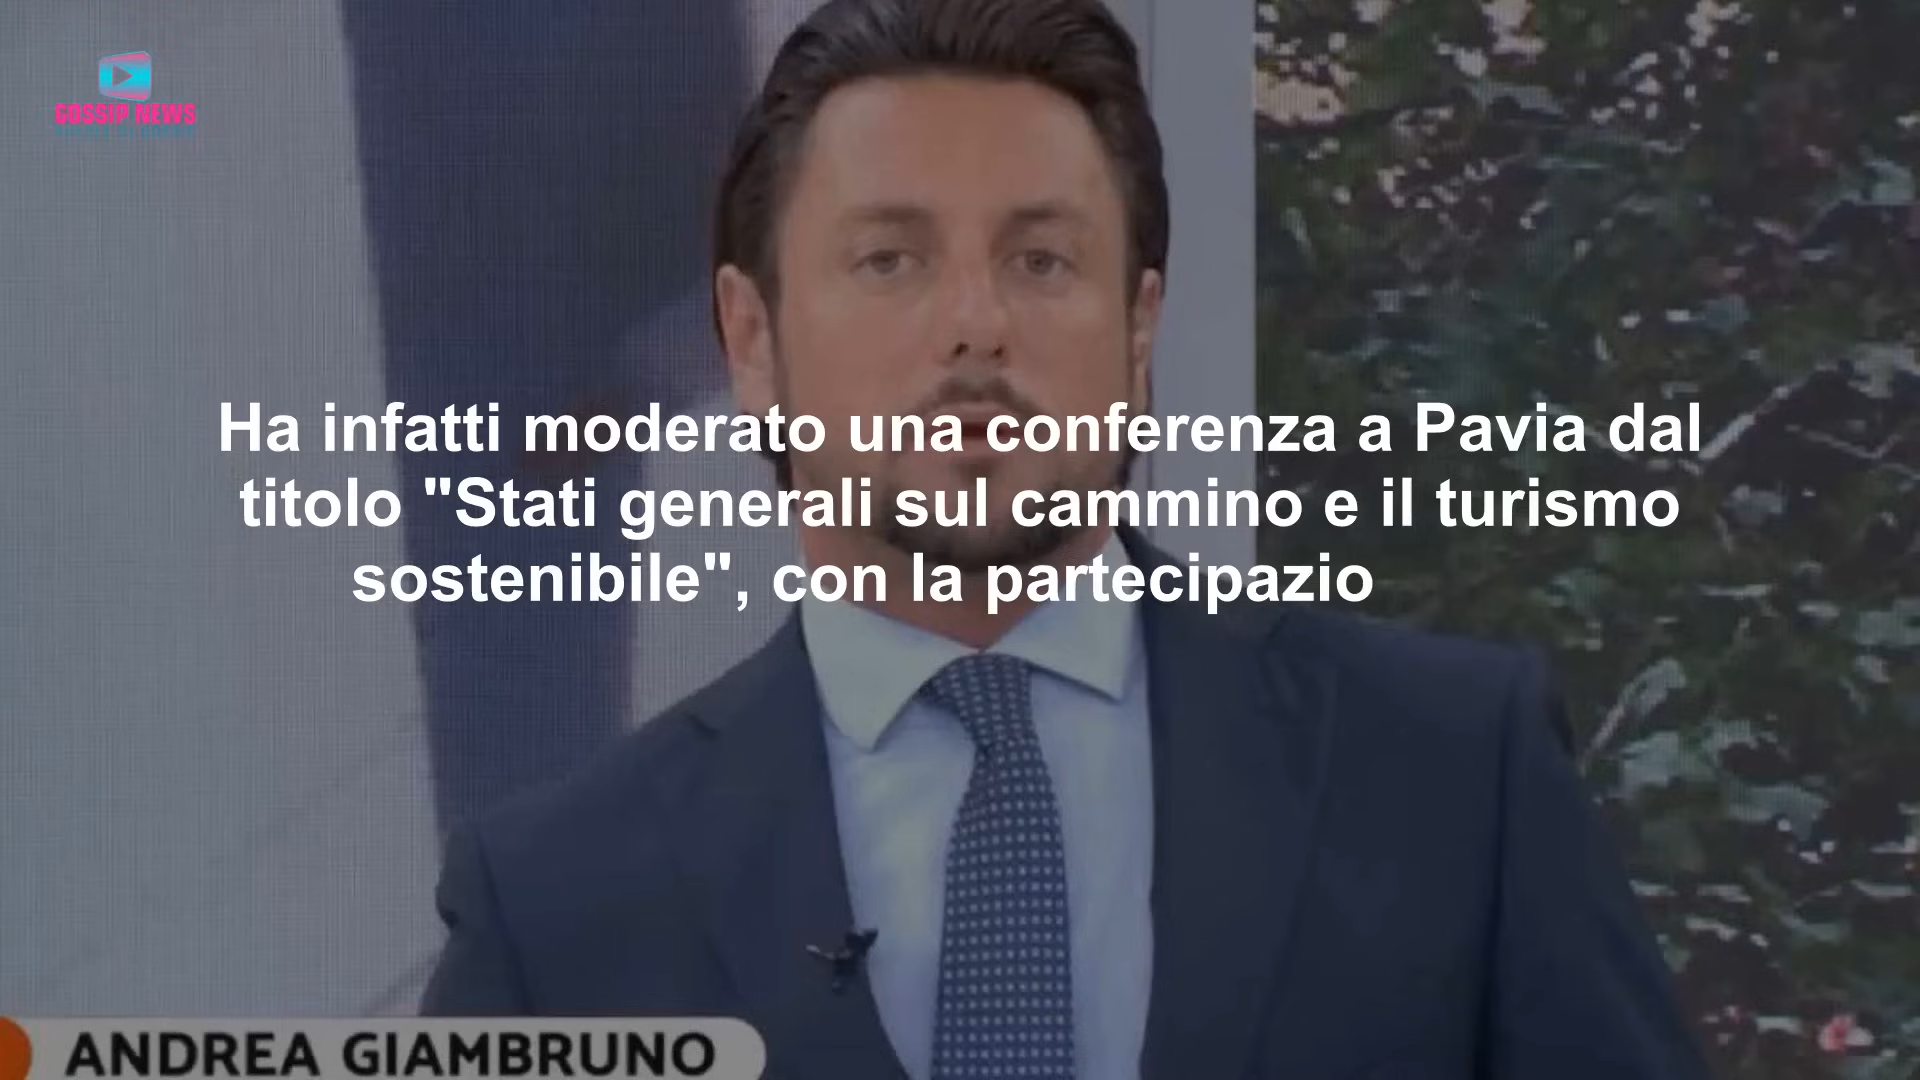 GOSSIP NEWS
Ha infatti moderato una conferenza a Pavia dal
titolo "Stati generali sul cammino e il turismo
sostenibile", con la partecipazio
ANDREA GIAMBRUNO